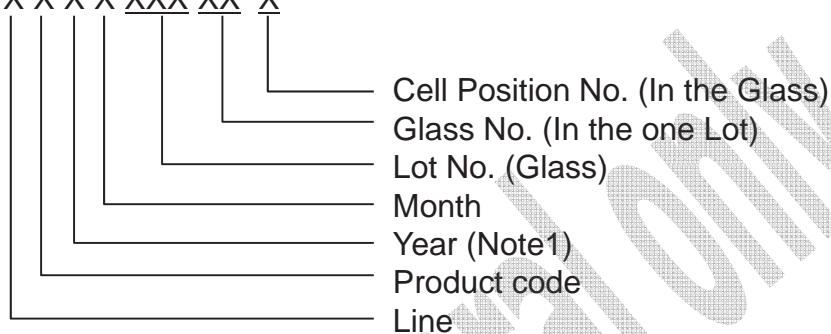 X X X X XXX XX X
Cell Position No. (In the Glass)
Glass No. (In the one Lot)
Lot No. (Glass)
Month
Year (Note1)
Product code
Line